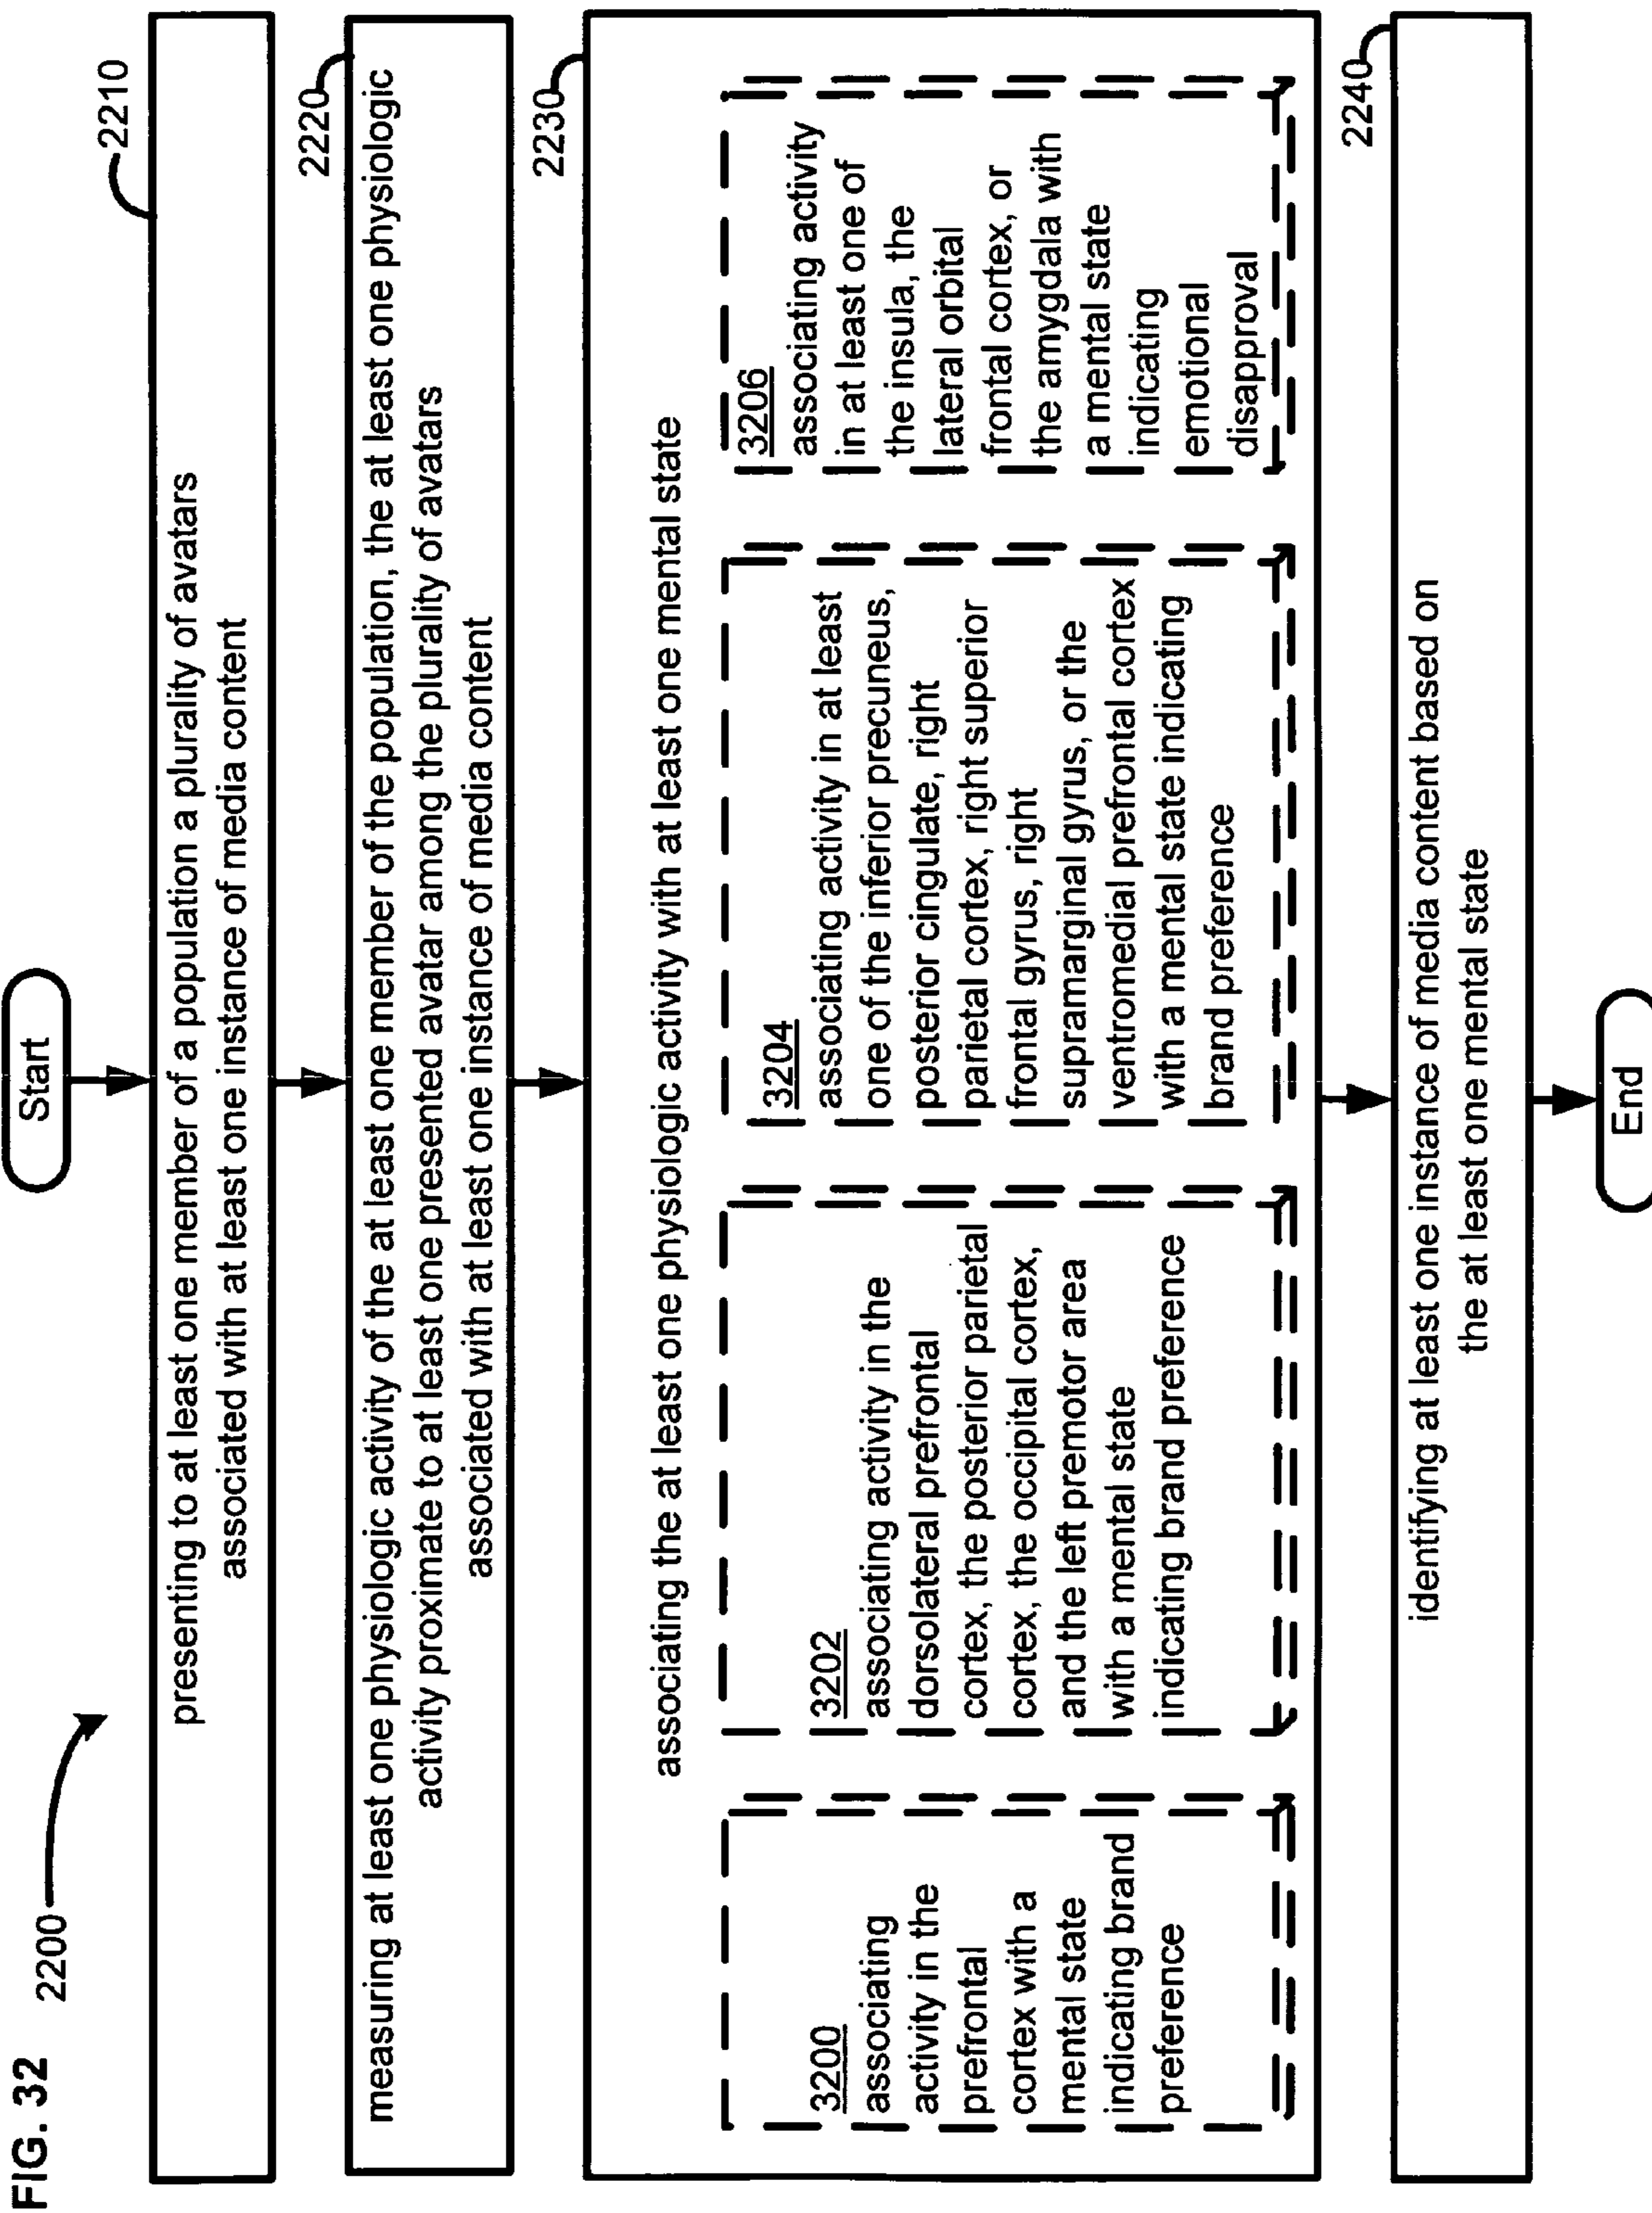 FIG. 32
2200
Start
2210
presenting to at least one member of a population a plurality of avatars
associated with at least one instance of media content
2220
measuring at least one physiologic activity of the at least one member of the population, the at least one physiologic
activity proximate to at least one presented avatar among the plurality of avatars
associated with at least one instance of media content
2230
associating the at least one physiologic activity with at least one mental state
3200
associating
activity in the
prefrontal
cortex with a
mental state
indicating brand
preference
3202
associating activity in the
dorsolateral prefrontal
cortex, the posterior parietal
cortex, the occipital cortex,
and the left premotor area
with a mental state
indicating brand preference
3204
associating activity in at least
one of the inferior precuneus,
posterior cingulate, right
parietal cortex, right superior
frontal gyrus, right
supramarginal gyrus, or the
ventromedial prefrontal cortex
with a mental state indicating
brand preference
3206
associating activity
in at least one of
the insula, the
lateral orbital
frontal cortex, or
the amygdala with
a mental state
indicating
emotional
disapproval
2240
identifying at least one instance of media content based on
the at least one mental state
End